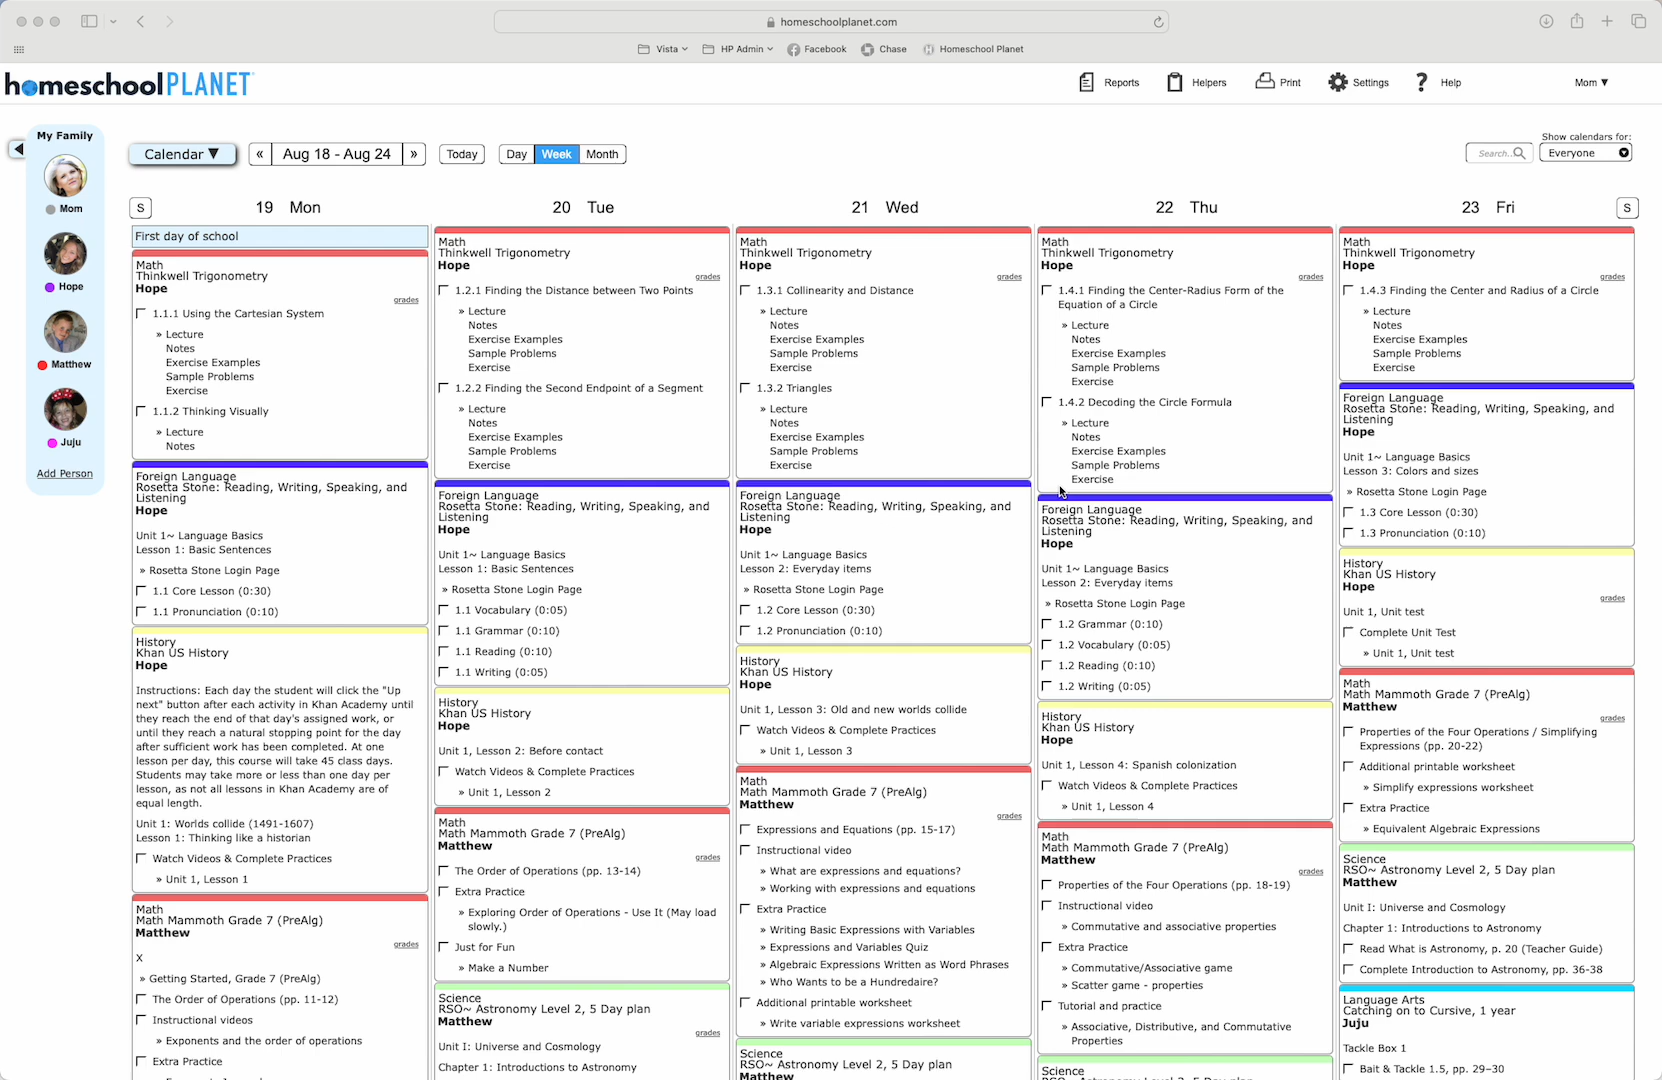 homeschoolplanet.com
Vista
HP Admin
Facebook
Chase
Homeschool Planet
homeschoolPLANET
Reports
Helpers
Print
Settings
Help
Mom ▼
My Family
Mom
Hope
Matthew
Juju
Add Person
Calendar ▼
«
Aug 18 - Aug 24
»
Today
Day
Week
Month
Search..
Show calendars for:
Everyone
S
19 Mon
20 Tue
21 Wed
22 Thu
23 Fri
S
First day of school
Math
Thinkwell Trigonometry
Hope
grades
1.1.1 Using the Cartesian System
» Lecture
Notes
Exercise Examples
Sample Problems
Exercise
1.1.2 Thinking Visually
» Lecture
Notes
Foreign Language
Rosetta Stone: Reading, Writing, Speaking, and
Listening
Hope
Unit 1~ Language Basics
Lesson 1: Basic Sentences
» Rosetta Stone Login Page
1.1 Core Lesson (0:30)
1.1 Pronunciation (0:10)
History
Khan US History
Hope
Instructions: Each day the student will click the "Up
next" button after each activity in Khan Academy until
they reach the end of that day's assigned work, or
until they reach a natural stopping point for the day
after sufficient work has been completed. At one
lesson per day, this course will take 45 class days.
Students may take more or less than one day per
lesson, as not all lessons in Khan Academy are of
equal length.
Unit 1: Worlds collide (1491-1607)
Lesson 1: Thinking like a historian
Watch Videos & Complete Practices
» Unit 1, Lesson 1
Math
Math Mammoth Grade 7 (PreAlg)
Matthew
grades
X
» Getting Started, Grade 7 (PreAlg)
The Order of Operations (pp. 11-12)
Instructional videos
» Exponents and the order of operations
Extra Practice
Math
Thinkwell Trigonometry
Hope
grades
1.2.1 Finding the Distance between Two Points
» Lecture
Notes
Exercise Examples
Sample Problems
Exercise
1.2.2 Finding the Second Endpoint of a Segment
» Lecture
Notes
Exercise Examples
Sample Problems
Exercise
Foreign Language
Rosetta Stone: Reading, Writing, Speaking, and
Listening
Hope
Unit 1~ Language Basics
Lesson 1: Basic Sentences
» Rosetta Stone Login Page
1.1 Vocabulary (0:05)
1.1 Grammar (0:10)
1.1 Reading (0:10)
1.1 Writing (0:05)
History
Khan US History
Hope
Unit 1, Lesson 2: Before contact
Watch Videos & Complete Practices
» Unit 1, Lesson 2
Math
Math Mammoth Grade 7 (PreAlg)
Matthew
grades
The Order of Operations (pp. 13-14)
Extra Practice
» Exploring Order of Operations - Use It (May load
slowly.)
Just for Fun
» Make a Number
Science
RSO~ Astronomy Level 2, 5 Day plan
Matthew
grades
Unit I: Universe and Cosmology
Chapter 1: Introductions to Astronomy
Math
Thinkwell Trigonometry
Hope
grades
1.3.1 Collinearity and Distance
» Lecture
Notes
Exercise Examples
Sample Problems
Exercise
1.3.2 Triangles
» Lecture
Notes
Exercise Examples
Sample Problems
Exercise
Foreign Language
Rosetta Stone: Reading, Writing, Speaking, and
Listening
Hope
Unit 1~ Language Basics
Lesson 2: Everyday items
» Rosetta Stone Login Page
1.2 Core Lesson (0:30)
1.2 Pronunciation (0:10)
History
Khan US History
Hope
Unit 1, Lesson 3: Old and new worlds collide
Watch Videos & Complete Practices
» Unit 1, Lesson 3
Math
Math Mammoth Grade 7 (PreAlg)
Matthew
grades
Expressions and Equations (pp. 15-17)
Instructional video
» What are expressions and equations?
» Working with expressions and equations
Extra Practice
» Writing Basic Expressions with Variables
» Expressions and Variables Quiz
» Algebraic Expressions Written as Word Phrases
» Who Wants to be a Hundredaire?
Additional printable worksheet
» Write variable expressions worksheet
Science
RSO~ Astronomy Level 2, 5 Day plan
Matthew
Math
Thinkwell Trigonometry
Hope
grades
1.4.1 Finding the Center-Radius Form of the
Equation of a Circle
» Lecture
Notes
Exercise Examples
Sample Problems
Exercise
1.4.2 Decoding the Circle Formula
» Lecture
Notes
Exercise Examples
Sample Problems
Exercise
Foreign Language
Rosetta Stone: Reading, Writing, Speaking, and
Listening
Hope
Unit 1~ Language Basics
Lesson 2: Everyday items
» Rosetta Stone Login Page
1.2 Grammar (0:10)
1.2 Vocabulary (0:05)
1.2 Reading (0:10)
1.2 Writing (0:05)
History
Khan US History
Hope
Unit 1, Lesson 4: Spanish colonization
Watch Videos & Complete Practices
» Unit 1, Lesson 4
Math
Math Mammoth Grade 7 (PreAlg)
Matthew
grades
Properties of the Four Operations (pp. 18-19)
Instructional video
» Commutative and associative properties
Extra Practice
» Commutative/Associative game
» Scatter game - properties
Tutorial and practice
» Associative, Distributive, and Commutative
Properties
Science
Math
Thinkwell Trigonometry
Hope
grades
1.4.3 Finding the Center and Radius of a Circle
» Lecture
Notes
Exercise Examples
Sample Problems
Exercise
Foreign Language
Rosetta Stone: Reading, Writing, Speaking, and
Listening
Hope
Unit 1~ Language Basics
Lesson 3: Colors and sizes
» Rosetta Stone Login Page
1.3 Core Lesson (0:30)
1.3 Pronunciation (0:10)
History
Khan US History
Hope
grades
Unit 1, Unit test
Complete Unit Test
» Unit 1, Unit test
Math
Math Mammoth Grade 7 (PreAlg)
Matthew
grades
Properties of the Four Operations / Simplifying
Expressions (pp. 20-22)
Additional printable worksheet
» Simplify expressions worksheet
Extra Practice
» Equivalent Algebraic Expressions
Science
RSO~ Astronomy Level 2, 5 Day plan
Matthew
Unit I: Universe and Cosmology
Chapter 1: Introductions to Astronomy
Read What is Astronomy, p. 20 (Teacher Guide)
Complete Introduction to Astronomy, pp. 36-38
Language Arts
Catching on to Cursive, 1 year
Juju
Tackle Box 1
Bait & Tackle 1.5, pp. 29–30